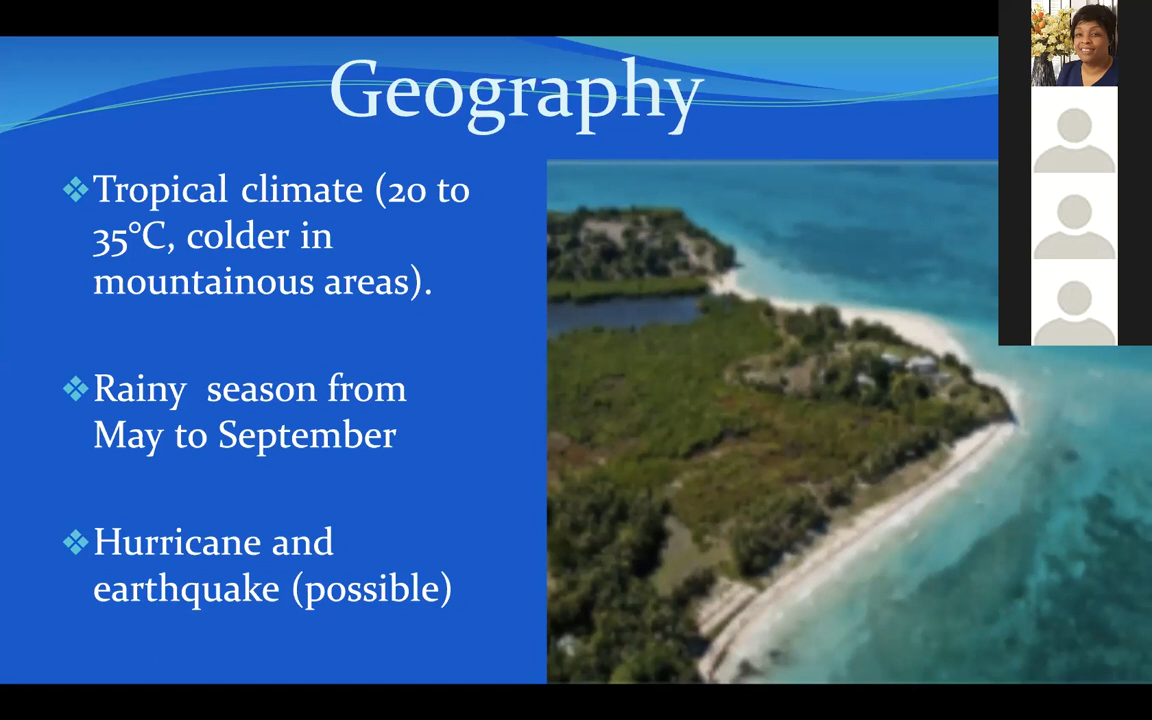 Geography
Tropical climate (20 to
35°C, colder in
mountainous areas).
Rainy  season from
May to September
Hurricane and
earthquake (possible)